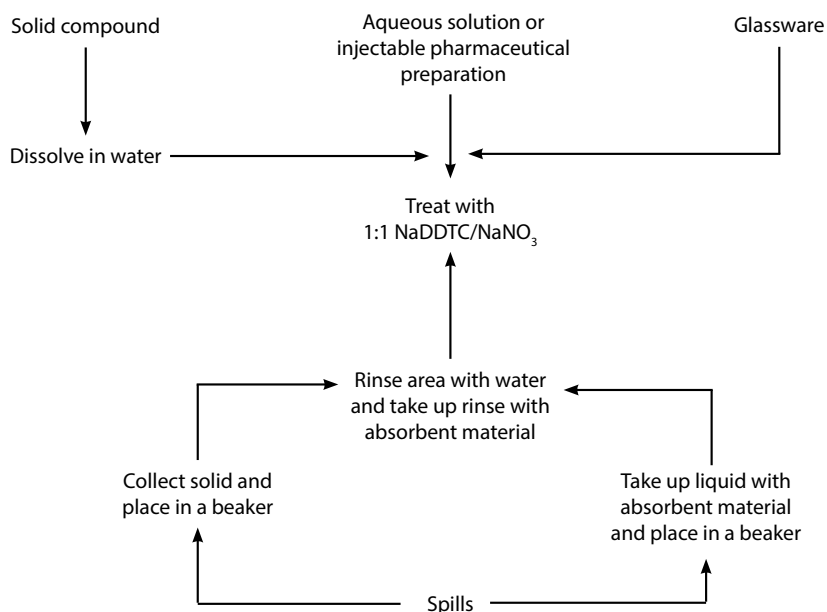 Solid compound
Aqueous solution or
injectable pharmaceutical
preparation
Glassware
Dissolve in water
Treat with
1:1 NaDDTC/NaNO₃
Rinse area with water
and take up rinse with
absorbent material
Collect solid and
place in a beaker
Take up liquid with
absorbent material
and place in a beaker
Spills